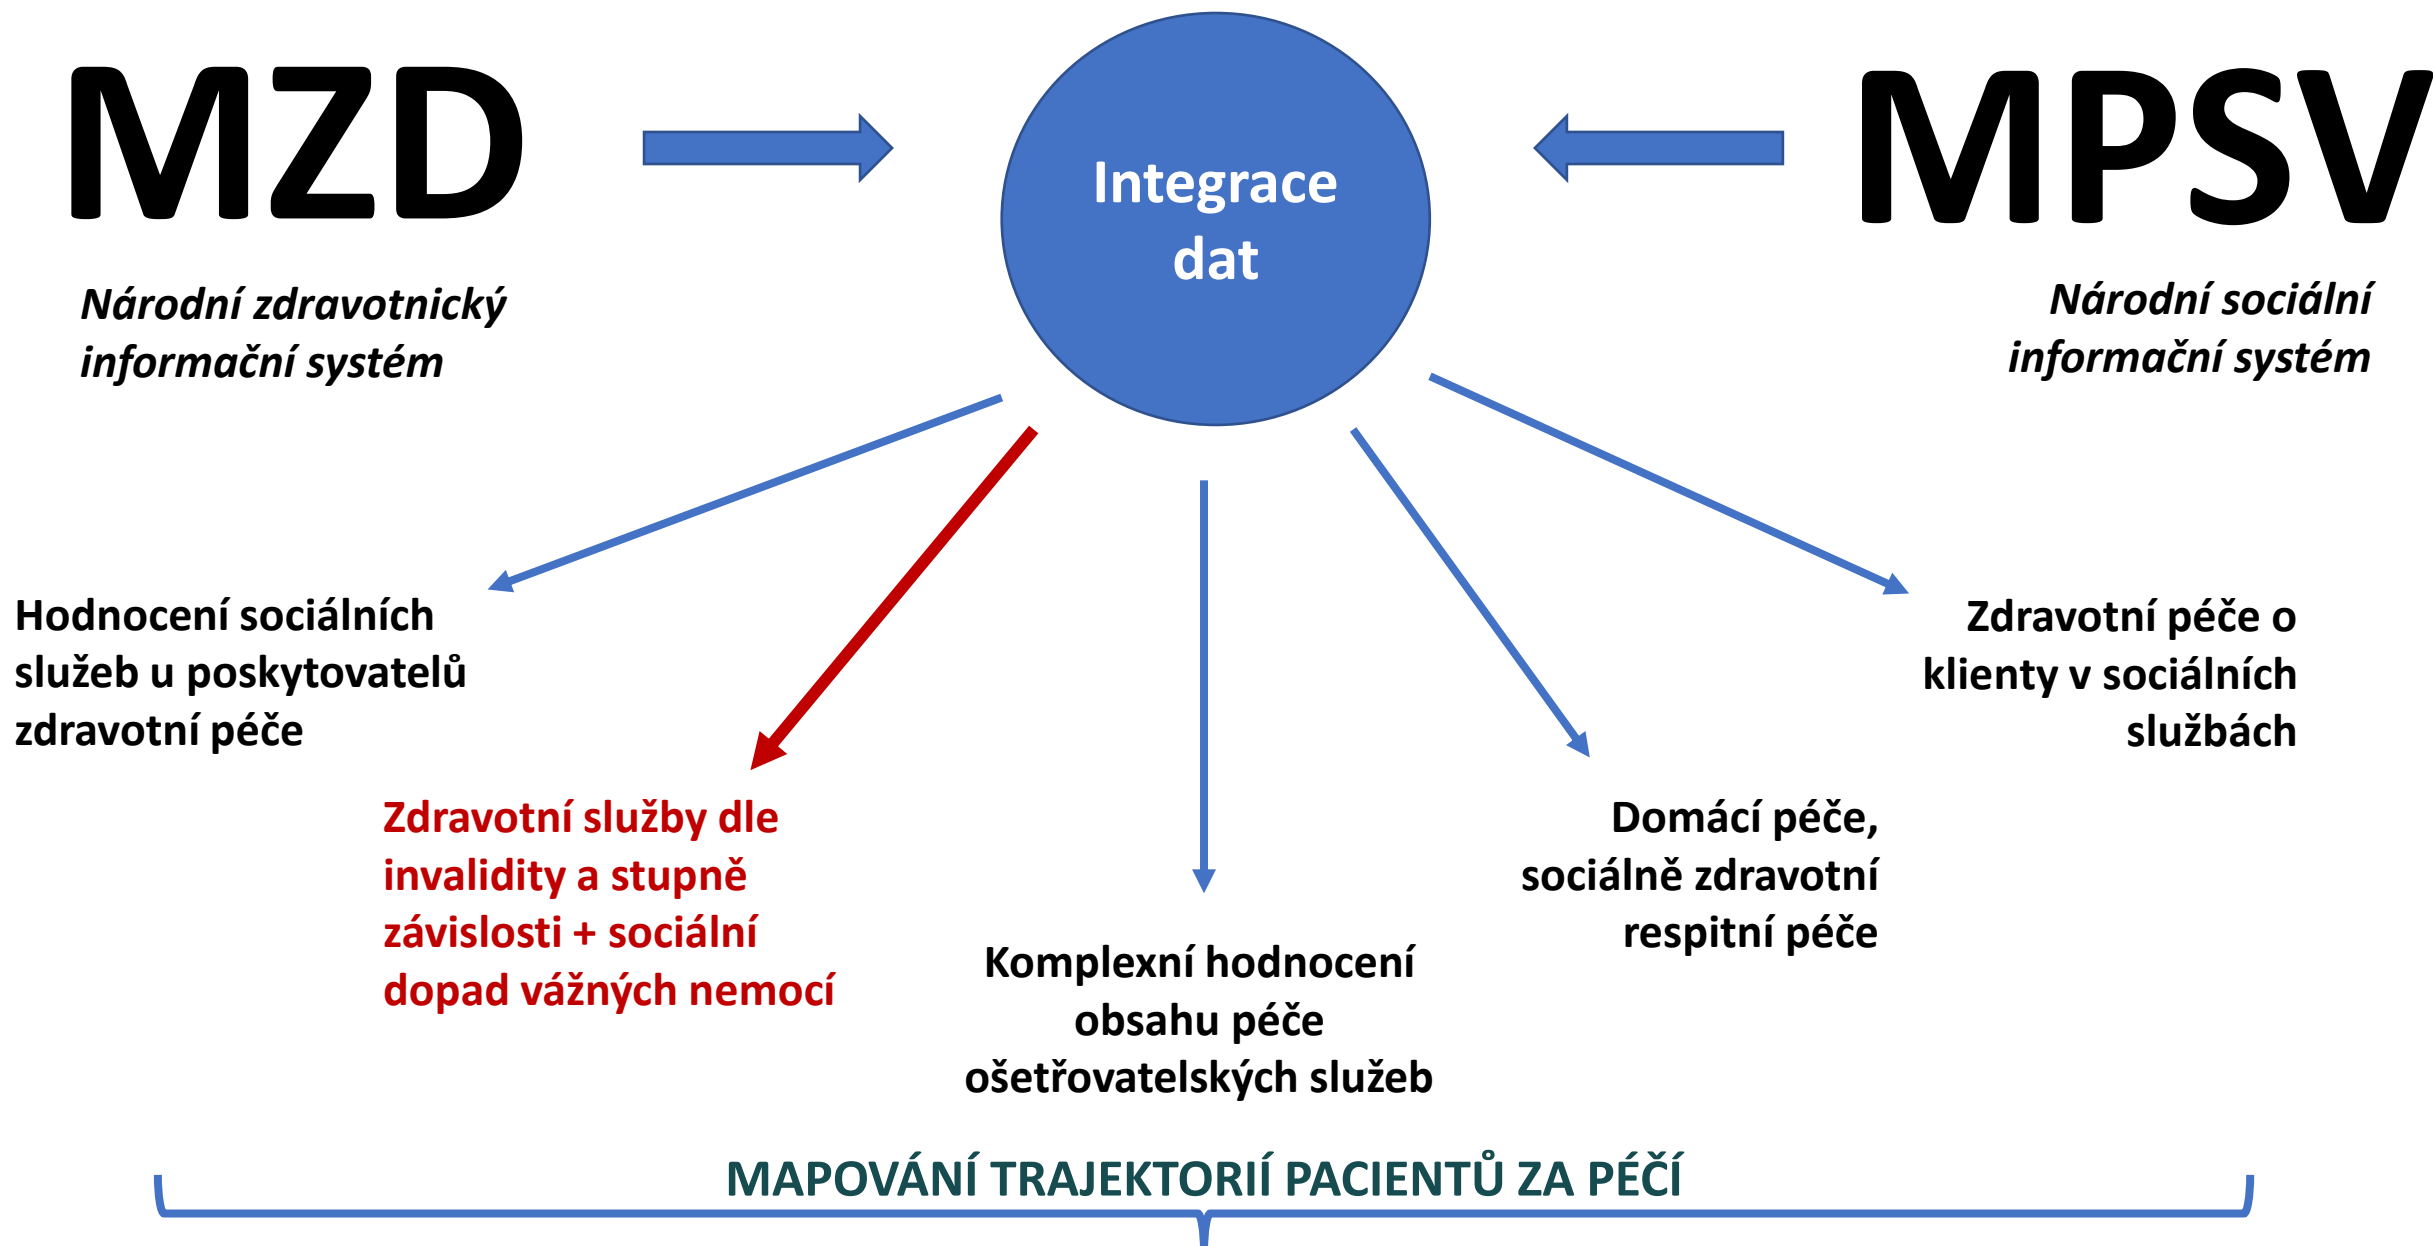 MZD
Národní zdravotnický
informační systém
Integrace
dat
MPSV
Národní sociální
informační systém
Hodnocení sociálních
služeb u poskytovatelů
zdravotní péče
Zdravotní služby dle
invalidity a stupně
závislosti + sociální
dopad vážných nemocí
Komplexní hodnocení
obsahu péče
ošetřovatelských služeb
Domácí péče,
sociálně zdravotní
respitní péče
Zdravotní péče o
klienty v sociálních
službách
MAPOVÁNÍ TRAJEKTORIÍ PACIENTŮ ZA PÉČÍ